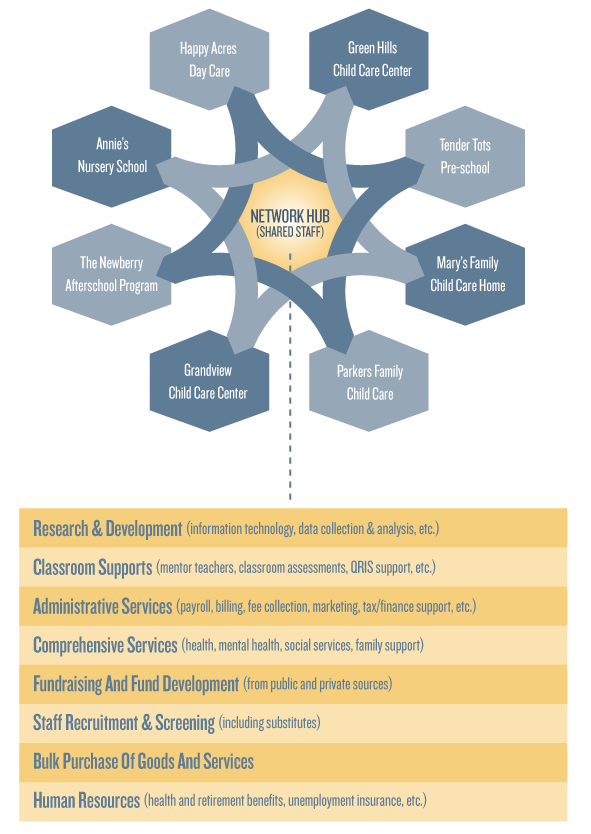 Happy Acres
Day Care
Green Hills
Child Care Center
Annie's
Nursery School
Tender Tots
Pre-school
NETWORK HUB
(SHARED STAFF)
The Newberry
Afterschool Program
Mary's Family
Child Care Home
Grandview
Child Care Center
Parkers Family
Child Care
Research & Development (information technology, data collection & analysis, etc.)
Classroom Supports (mentor teachers, classroom assessments, QRIS support, etc.)
Administrative Services (payroll, billing, fee collection, marketing, tax/finance support, etc.)
Comprehensive Services (health, mental health, social services, family support)
Fundraising And Fund Development (from public and private sources)
Staff Recruitment & Screening (including substitutes)
Bulk Purchase Of Goods And Services
Human Resources (health and retirement benefits, unemployment insurance, etc.)